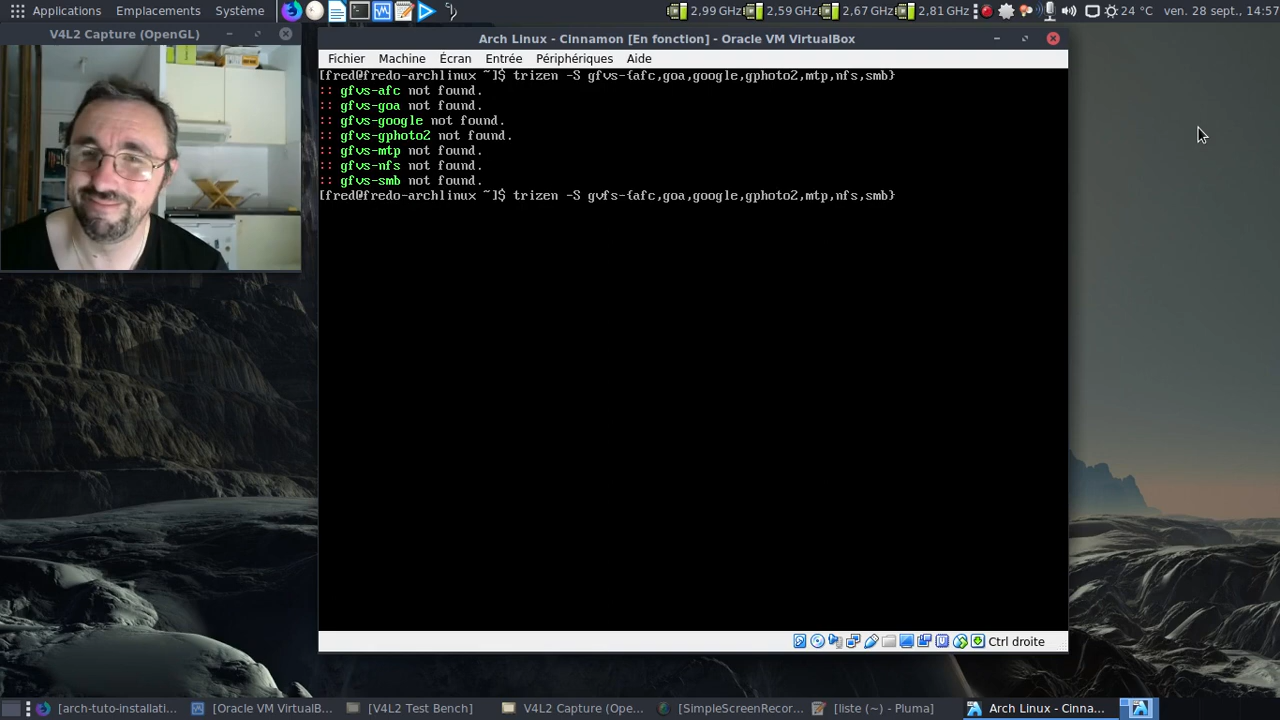 Applications Emplacements Système 2,99 GHz 2,59 GHz 2,67 GHz 2,81 GHz 24 °C ven. 28 sept., 14:57
V4L2 Capture (OpenGL)
Arch Linux - Cinnamon [En fonction] - Oracle VM VirtualBox
Fichier Machine Écran Entrée Périphériques Aide
[fred@fredo-archlinux ~]$ trizen -S gfvs-{afc,goa,google,gphoto2,mtp,nfs,smb}
:: gfvs-afc not found.
:: gfvs-goa not found.
:: gfvs-google not found.
:: gfvs-gphoto2 not found.
:: gfvs-mtp not found.
:: gfvs-nfs not found.
:: gfvs-smb not found.
[fred@fredo-archlinux ~]$ trizen -S gvfs-{afc,goa,google,gphoto2,mtp,nfs,smb}
Ctrl droite
[arch-tuto-installati... [Oracle VM VirtualB... [V4L2 Test Bench] V4L2 Capture (Ope... [SimpleScreenRecor... [liste (~) - Pluma] Arch Linux - Cinna...